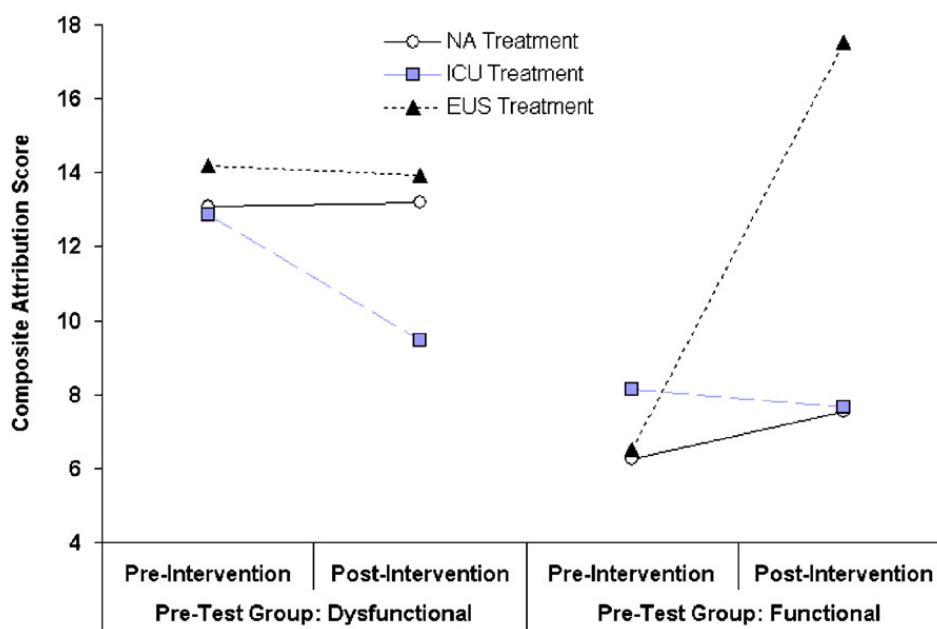 18
16
14
12
10
8
6
4
Composite Attribution Score
NA Treatment
ICU Treatment
EUS Treatment
Pre-Intervention Post-Intervention Pre-Intervention Post-Intervention
Pre-Test Group: Dysfunctional Pre-Test Group: Functional